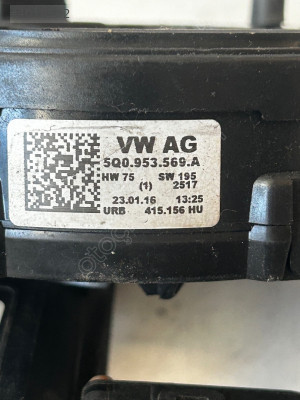 2
VW AG
5Q0.953.569.A
HW 75 SW 195
(1) 2517
23.01.16 13:25
URB 415.156 HU